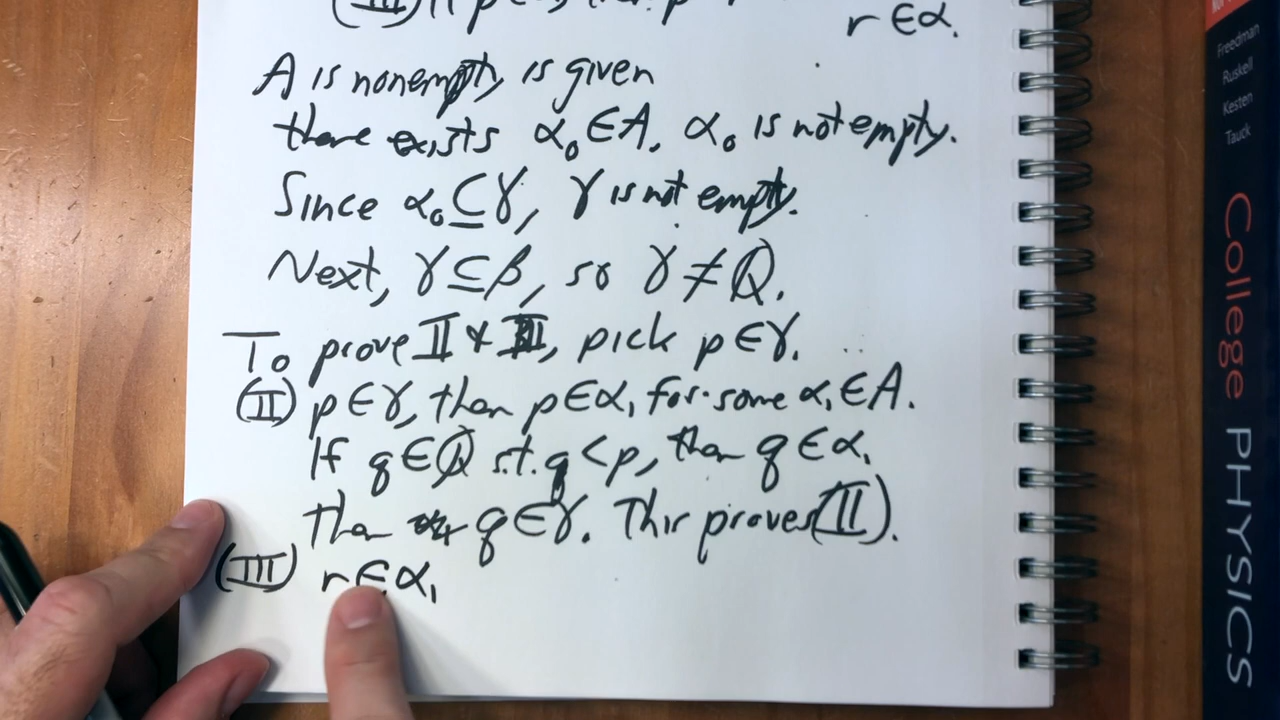 (III) If p
r∈α.
A is nonempty is given
there exists α₀∈A. α₀ is not empty.
Since α₀⊆γ, γ is not empty.
Next, γ⊆β, so γ≠ℚ.
To prove II & III, pick p∈γ.
(II) p∈γ, then p∈α₁ for some α₁∈A.
If q∈ℚ s.t. q<p, then q∈α₁
then q∈γ. This proves (II).
(III) r∈α₁
Freedman
Ruskell
Kesten
Tauck
College PHYSICS